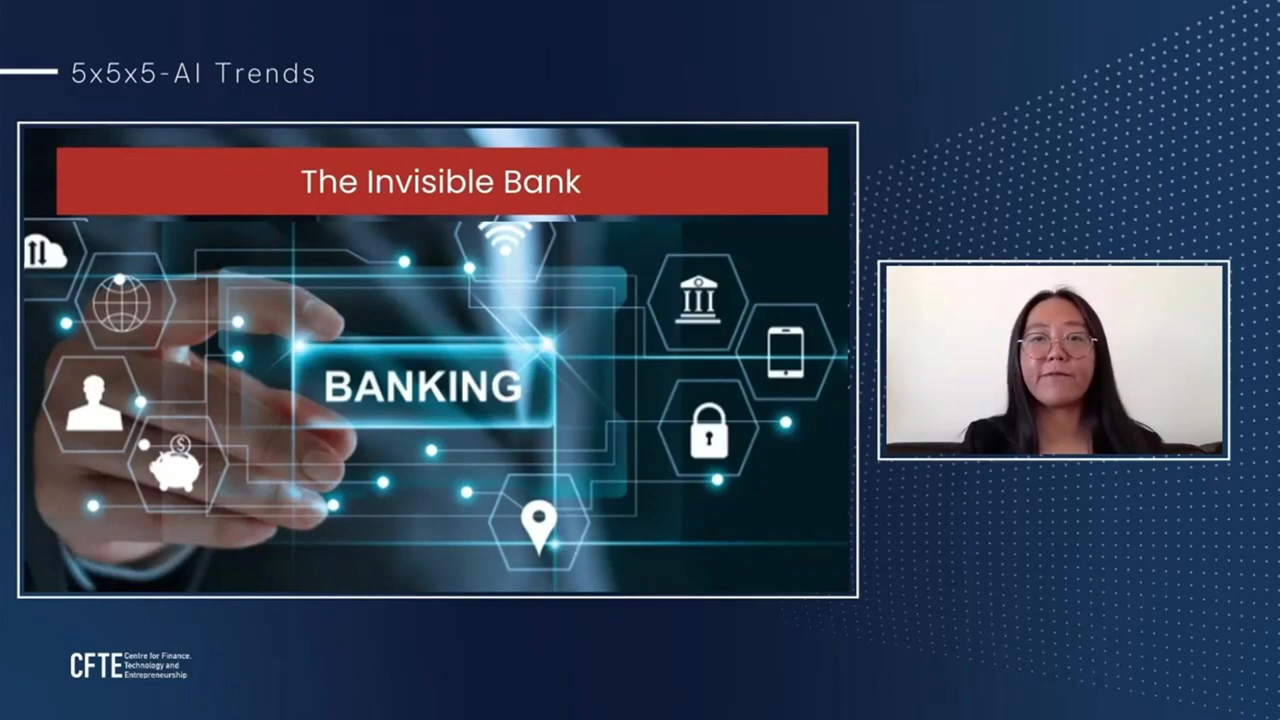 5x5x5-AI Trends
The Invisible Bank
BANKING
$
CFTE
Centre for Finance,
Technology and
Entrepreneurship